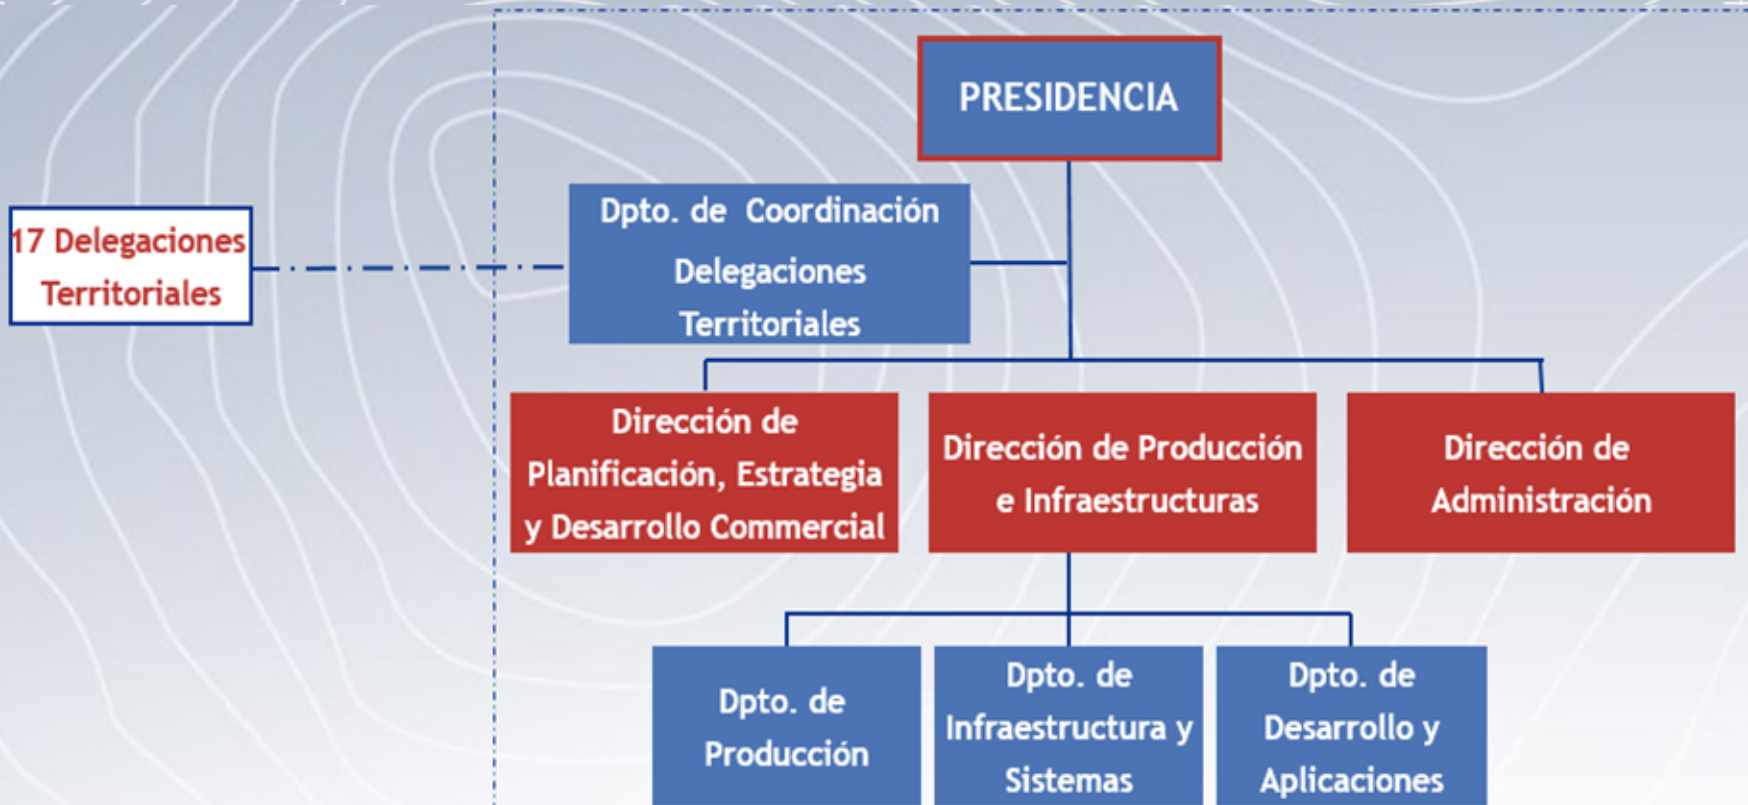 PRESIDENCIA
Dpto. de Coordinación
Delegaciones
Territoriales
17 Delegaciones
Territoriales
Dirección de
Planificación, Estrategia
y Desarrollo Commercial
Dirección de Producción
e Infraestructuras
Dirección de
Administración
Dpto. de
Producción
Dpto. de
Infraestructura y
Sistemas
Dpto. de
Desarrollo y
Aplicaciones